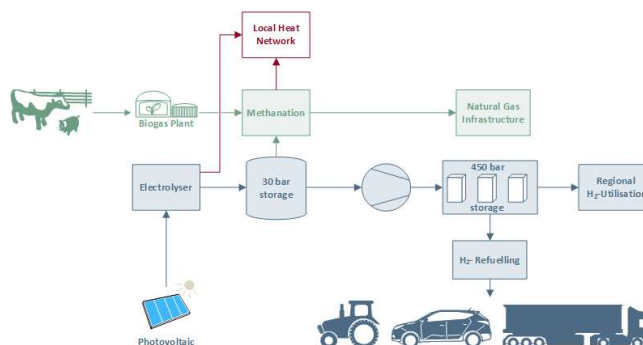 Local Heat
Network
Biogas Plant
Methanation
Natural Gas
Infrastructure
Electrolyser
30 bar
storage
450 bar
storage
Regional
H₂-Utilisation
H₂- Refuelling
Photovoltaic